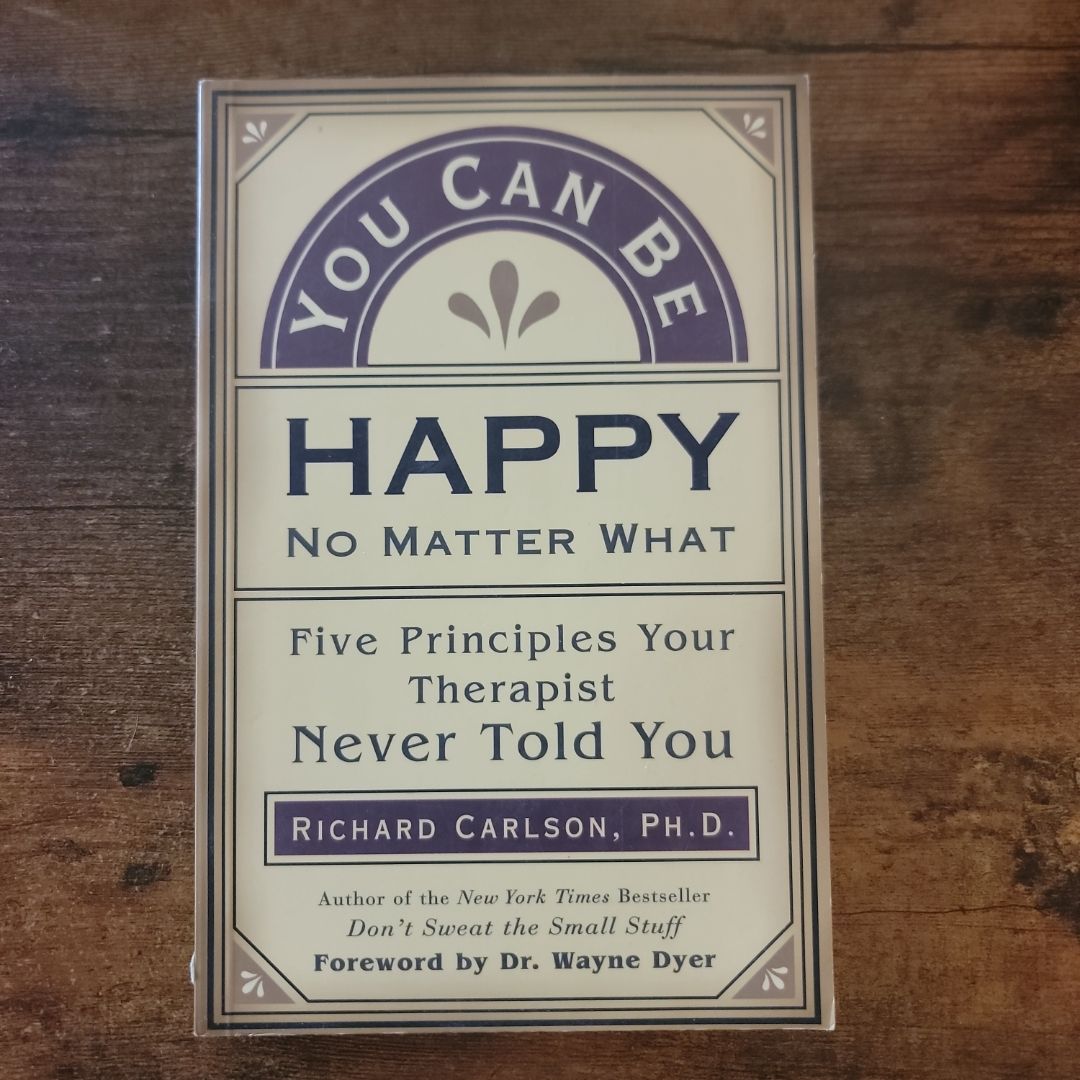 YOU CAN BE
HAPPY
NO MATTER WHAT
Five Principles Your
Therapist
Never Told You
RICHARD CARLSON, PH.D.
Author of the New York Times Bestseller
Don't Sweat the Small Stuff
Foreword by Dr. Wayne Dyer